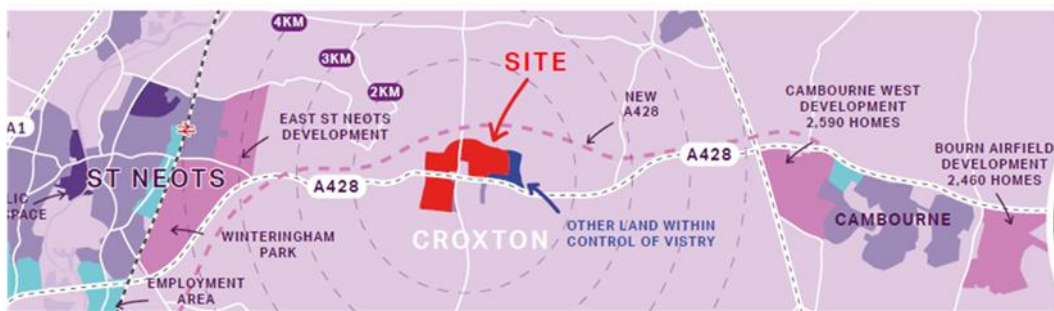 4KM
3KM
2KM
SITE
A1
EAST ST NEOTS
DEVELOPMENT
NEW
A428
CAMBOURNE WEST
DEVELOPMENT
2,590 HOMES
A428
BOURN AIRFIELD
DEVELOPMENT
2,460 HOMES
ST NEOTS
A428
LIC
SPACE
WINTERINGHAM
PARK
CROXTON
OTHER LAND WITHIN
CONTROL OF VISTRY
CAMBOURNE
EMPLOYMENT
AREA